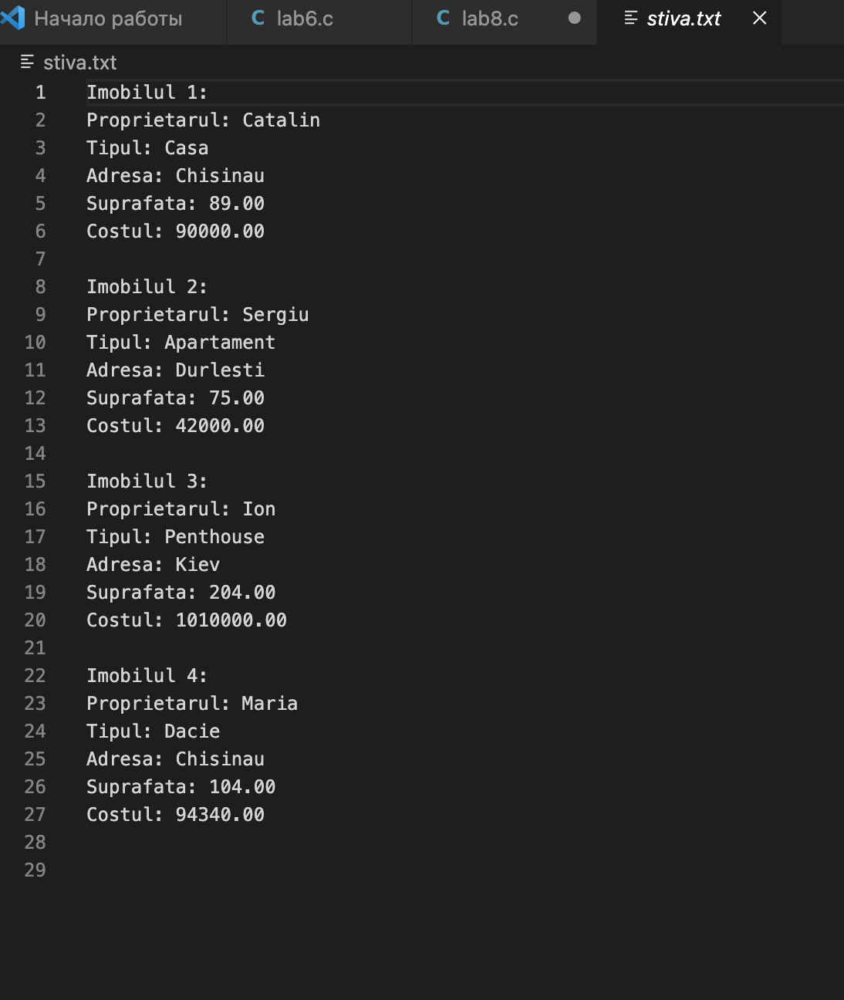 Начало работы
C lab6.c
C lab8.c
stiva.txt
stiva.txt
1 Imobilul 1:
2 Proprietarul: Catalin
3 Tipul: Casa
4 Adresa: Chisinau
5 Suprafata: 89.00
6 Costul: 90000.00
7
8 Imobilul 2:
9 Proprietarul: Sergiu
10 Tipul: Apartament
11 Adresa: Durlesti
12 Suprafata: 75.00
13 Costul: 42000.00
14
15 Imobilul 3:
16 Proprietarul: Ion
17 Tipul: Penthouse
18 Adresa: Kiev
19 Suprafata: 204.00
20 Costul: 1010000.00
21
22 Imobilul 4:
23 Proprietarul: Maria
24 Tipul: Dacie
25 Adresa: Chisinau
26 Suprafata: 104.00
27 Costul: 94340.00
28
29